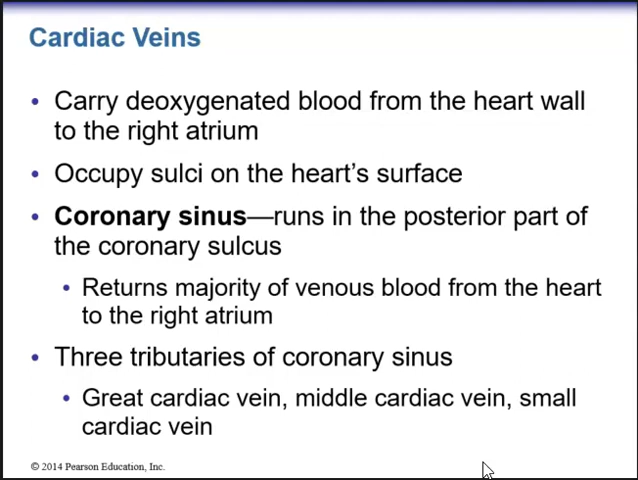 Cardiac Veins
• Carry deoxygenated blood from the heart wall
to the right atrium
• Occupy sulci on the heart's surface
• Coronary sinus—runs in the posterior part of
the coronary sulcus
• Returns majority of venous blood from the heart
to the right atrium
• Three tributaries of coronary sinus
• Great cardiac vein, middle cardiac vein, small
cardiac vein
© 2014 Pearson Education, Inc.